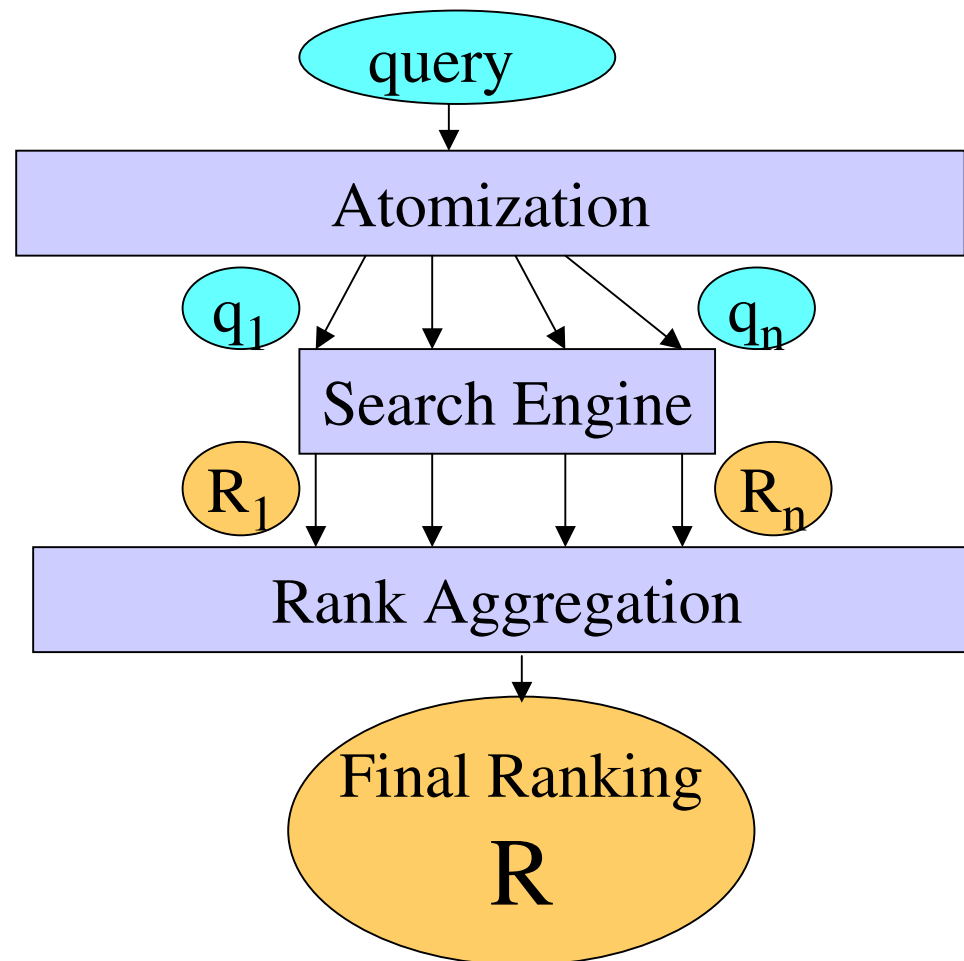 query
Atomization
q1
qn
Search Engine
R1
Rn
Rank Aggregation
Final Ranking
R